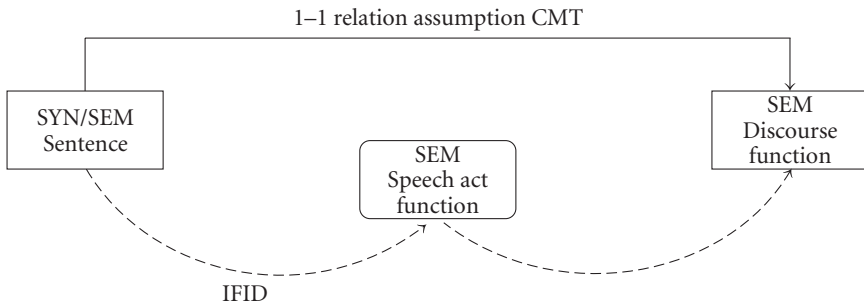 1–1 relation assumption CMT
SYN/SEM
Sentence
SEM
Speech act
function
SEM
Discourse
function
IFID